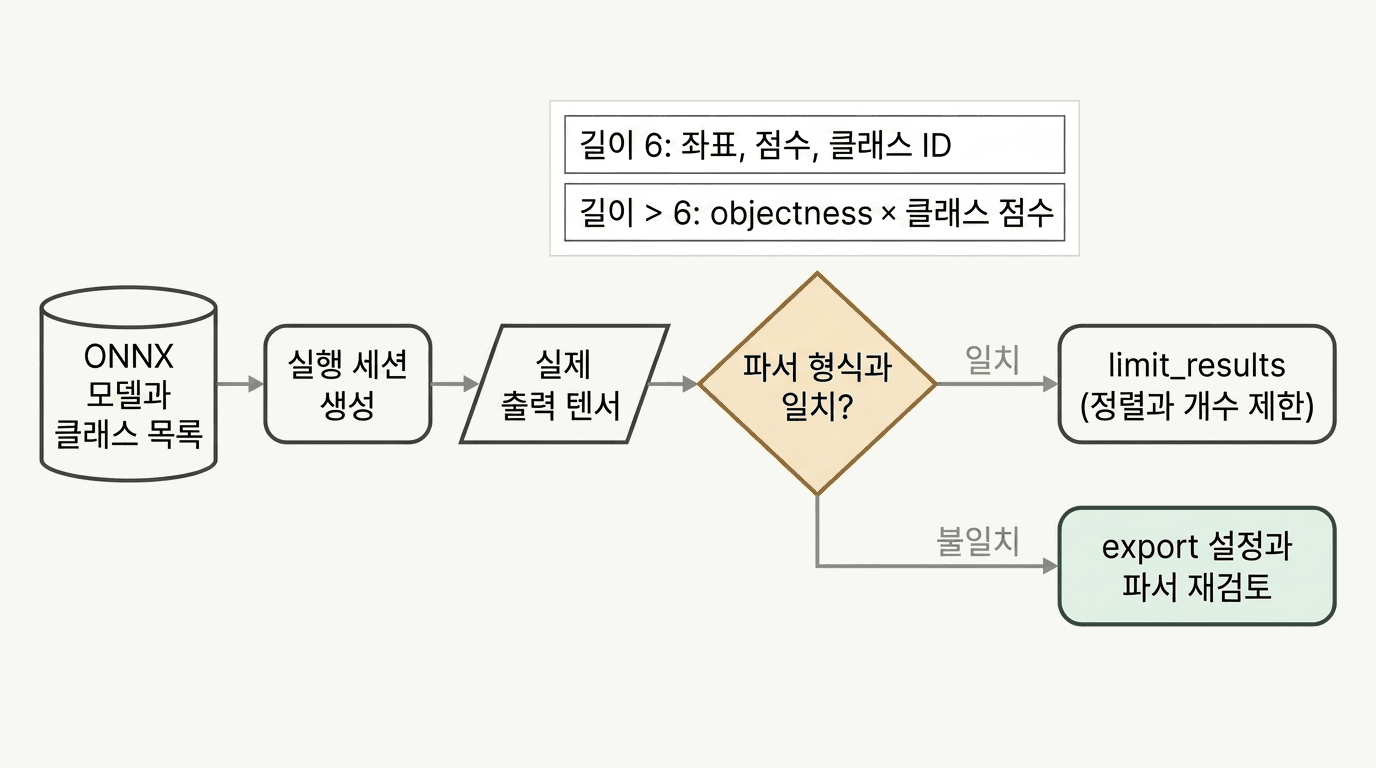 길이 6: 좌표, 점수, 클래스 ID
길이 > 6: objectness × 클래스 점수
ONNX
모델과
클래스 목록
실행 세션
생성
실제
출력 텐서
파서 형식과
일치?
일치
limit_results
(정렬과 개수 제한)
불일치
export 설정과
파서 재검토